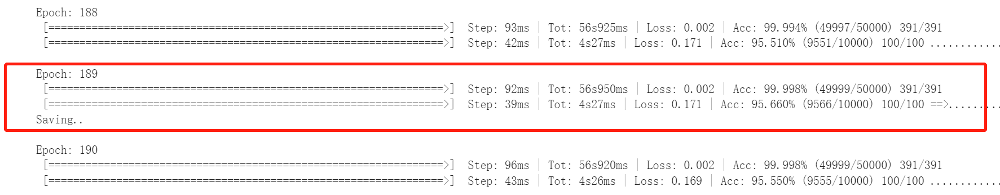 Epoch: 188
[================================================================>] Step: 93ms | Tot: 56s925ms | Loss: 0.002 | Acc: 99.994% (49997/50000) 391/391
[================================================================>] Step: 42ms | Tot: 4s27ms | Loss: 0.171 | Acc: 95.510% (9551/10000) 100/100 ............
Epoch: 189
[================================================================>] Step: 92ms | Tot: 56s950ms | Loss: 0.002 | Acc: 99.998% (49999/50000) 391/391
[================================================================>] Step: 39ms | Tot: 4s27ms | Loss: 0.171 | Acc: 95.660% (9566/10000) 100/100 ==>.........
Saving..
Epoch: 190
[================================================================>] Step: 96ms | Tot: 56s920ms | Loss: 0.002 | Acc: 99.998% (49999/50000) 391/391
[================================================================>] Step: 43ms | Tot: 4s26ms | Loss: 0.169 | Acc: 95.550% (9555/10000) 100/100 ............